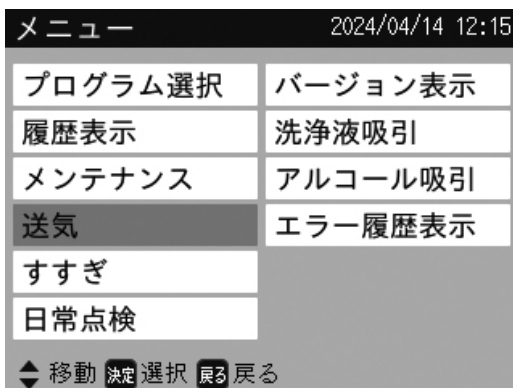 メニュー 2024/04/14 12:15
プログラム選択 バージョン表示
履歴表示 洗浄液吸引
メンテナンス アルコール吸引
送気 エラー履歴表示
すすぎ
日常点検
移動 決定 選択 戻る 戻る